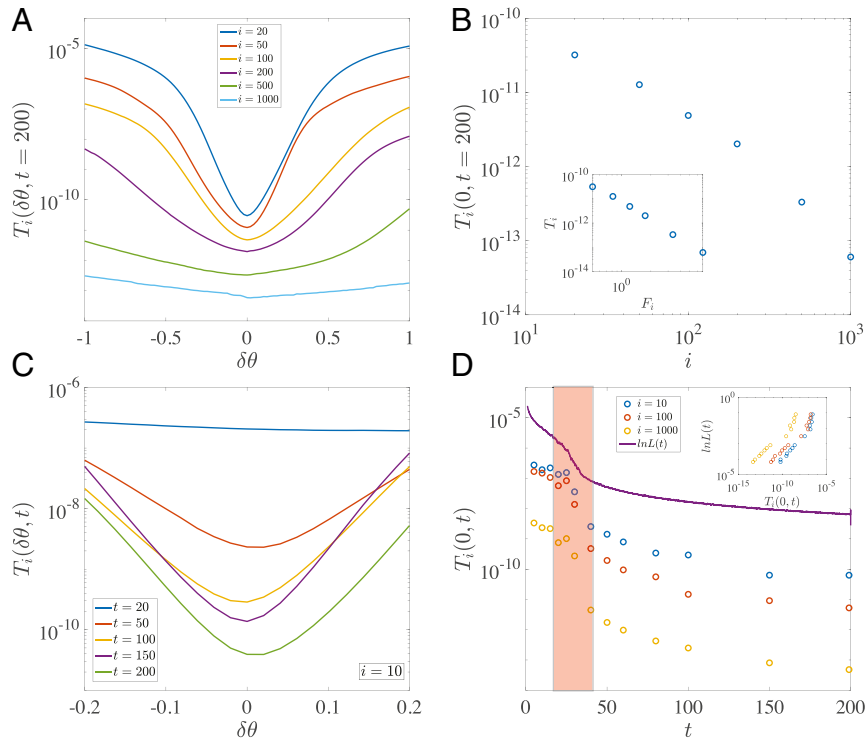 A
10^{-5}
10^{-10}
T_i(δθ, t = 200)
i = 20
i = 50
i = 100
i = 200
i = 500
i = 1000
-1
-0.5
0
0.5
1
δθ
B
10^{-10}
10^{-11}
10^{-12}
10^{-13}
10^{-14}
T_i(0, t = 200)
10^{-10}
10^{-12}
10^{-14}
T_i
10^0
F_i
10^1
10^2
10^3
i
C
10^{-6}
10^{-8}
10^{-10}
T_i(δθ, t)
t = 20
t = 50
t = 100
t = 150
t = 200
i = 10
-0.2
-0.1
0
0.1
0.2
δθ
D
10^{-5}
10^{-10}
T_i(0, t)
i = 10
i = 100
i = 1000
lnL(t)
10^0
10^{-5}
lnL(t)
10^{-15}
10^{-10}
10^{-5}
T_i(0, t)
0
50
100
150
200
t